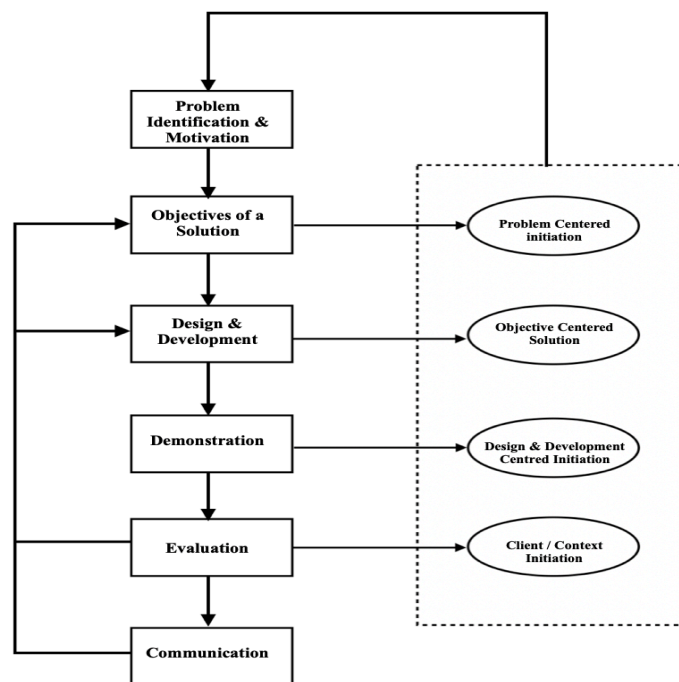 Problem
Identification &
Motivation
Objectives of a
Solution
Problem Centered
initiation
Design &
Development
Objective Centered
Solution
Demonstration
Design & Development
Centred Initiation
Evaluation
Client / Context
Initiation
Communication